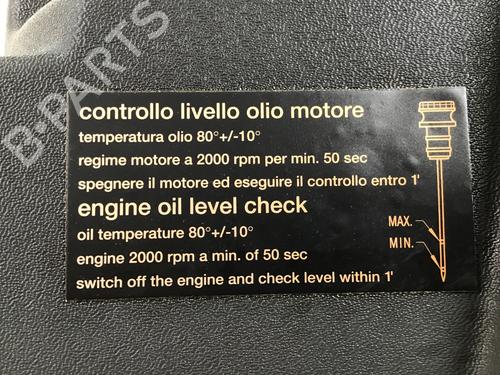 B-PARTS
controllo livello olio motore
temperatura olio 80°+/-10°
regime motore a 2000 rpm per min. 50 sec
spegnere il motore ed eseguire il controllo entro 1'
engine oil level check
oil temperature 80°+/-10°
engine 2000 rpm a min. of 50 sec
switch off the engine and check level within 1'
MAX.
MIN.